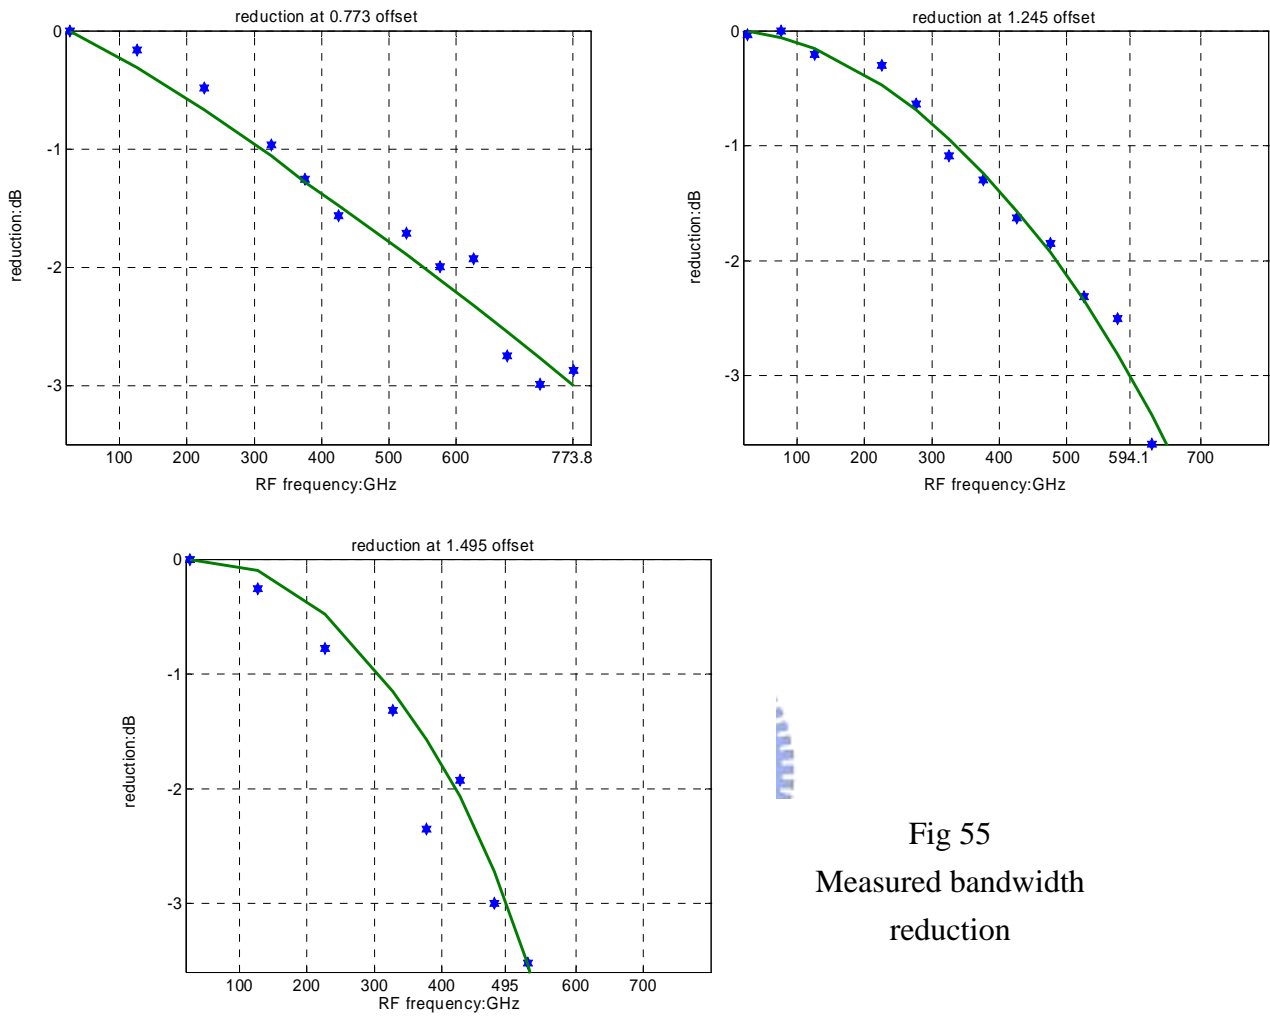 reduction at 0.773 offset
0
-1
-2
-3
reduction:dB
100 200 300 400 500 600 773.8
RF frequency:GHz
reduction at 1.245 offset
0
-1
-2
-3
reduction:dB
100 200 300 400 500 594.1 700
RF frequency:GHz
reduction at 1.495 offset
0
-1
-2
-3
reduction:dB
100 200 300 400 495 600 700
RF frequency:GHz
Fig 55
Measured bandwidth
reduction